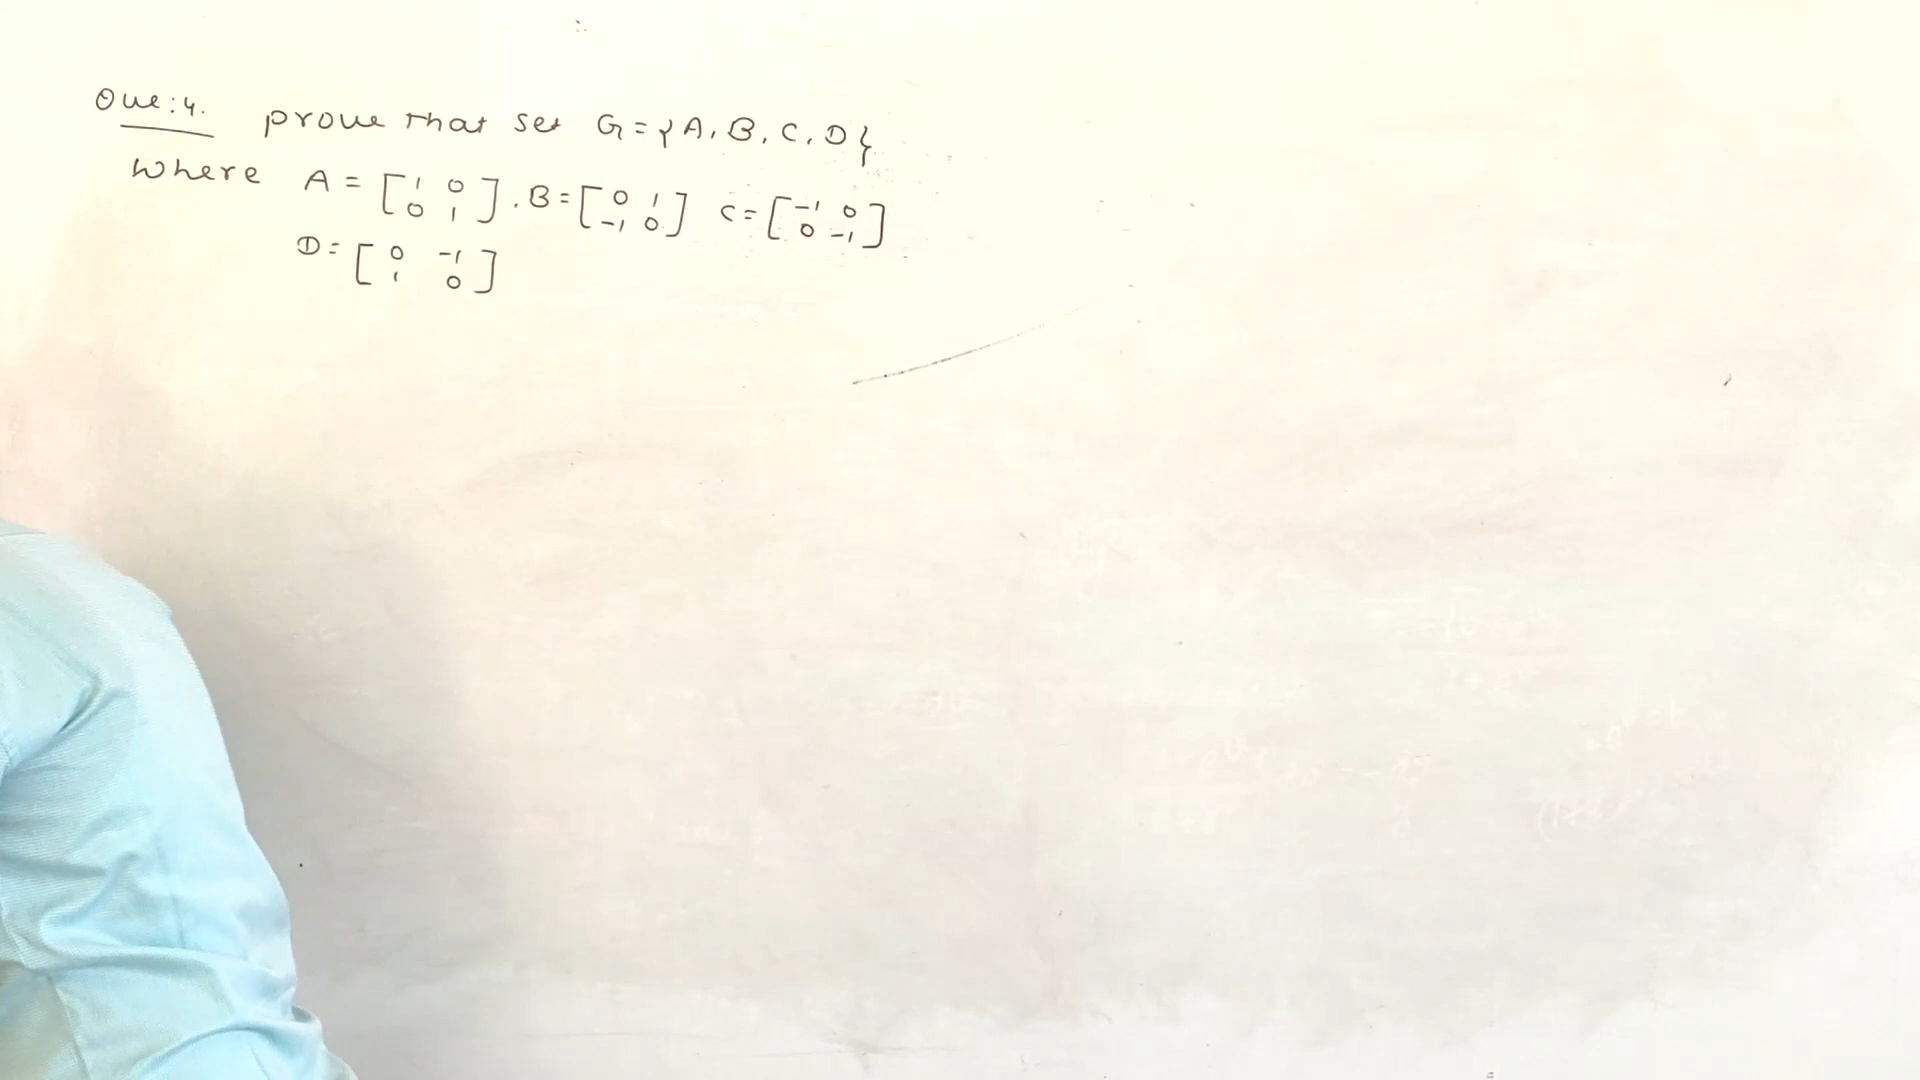 Que:4. prove that set G = {A, B, C, D}
where A = [1 0 0 1], B = [0 1 -1 0] C = [-1 0 0 -1]
D = [0 -1 1 0]